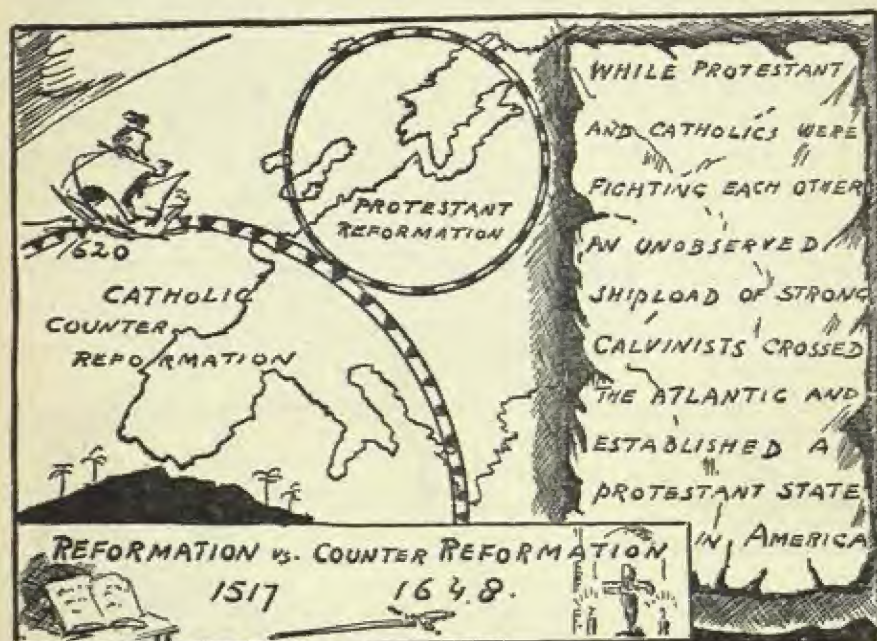 WHILE PROTESTANT
AND CATHOLICS WERE
FIGHTING EACH OTHER
AN UNOBSERVED
SHIPLOAD OF STRONG
CALVINISTS CROSSED
THE ATLANTIC AND
ESTABLISHED A
PROTESTANT STATE
IN AMERICA
PROTESTANT
REFORMATION
1620
CATHOLIC
COUNTER
REFORMATION
REFORMATION VS. COUNTER REFORMATION
1517 1648.